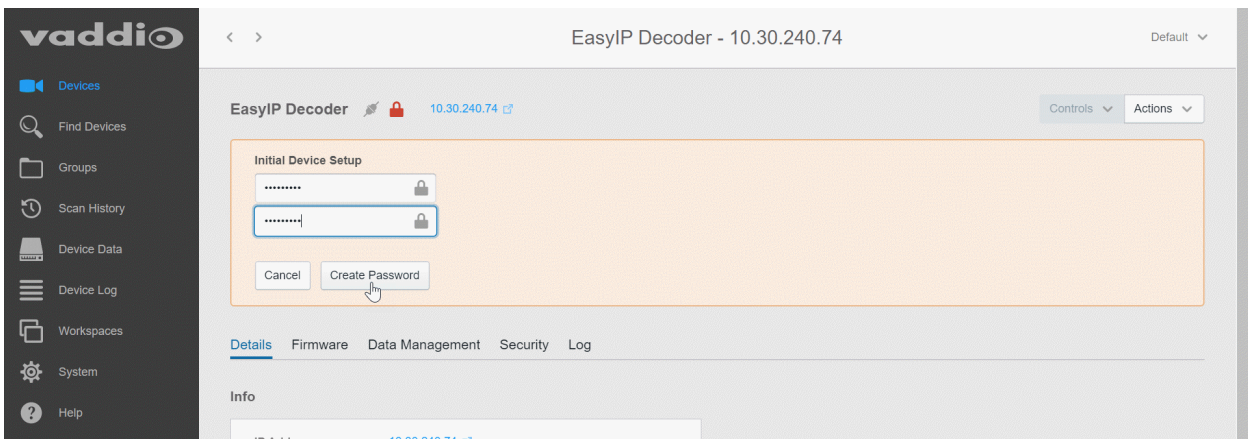 vaddio
EasyIP Decoder - 10.30.240.74
Default
Devices
Find Devices
Groups
Scan History
Device Data
Device Log
Workspaces
System
Help
EasyIP Decoder 10.30.240.74
Controls
Actions
Initial Device Setup
•••••••••
•••••••••
Cancel
Create Password
Details Firmware Data Management Security Log
Info